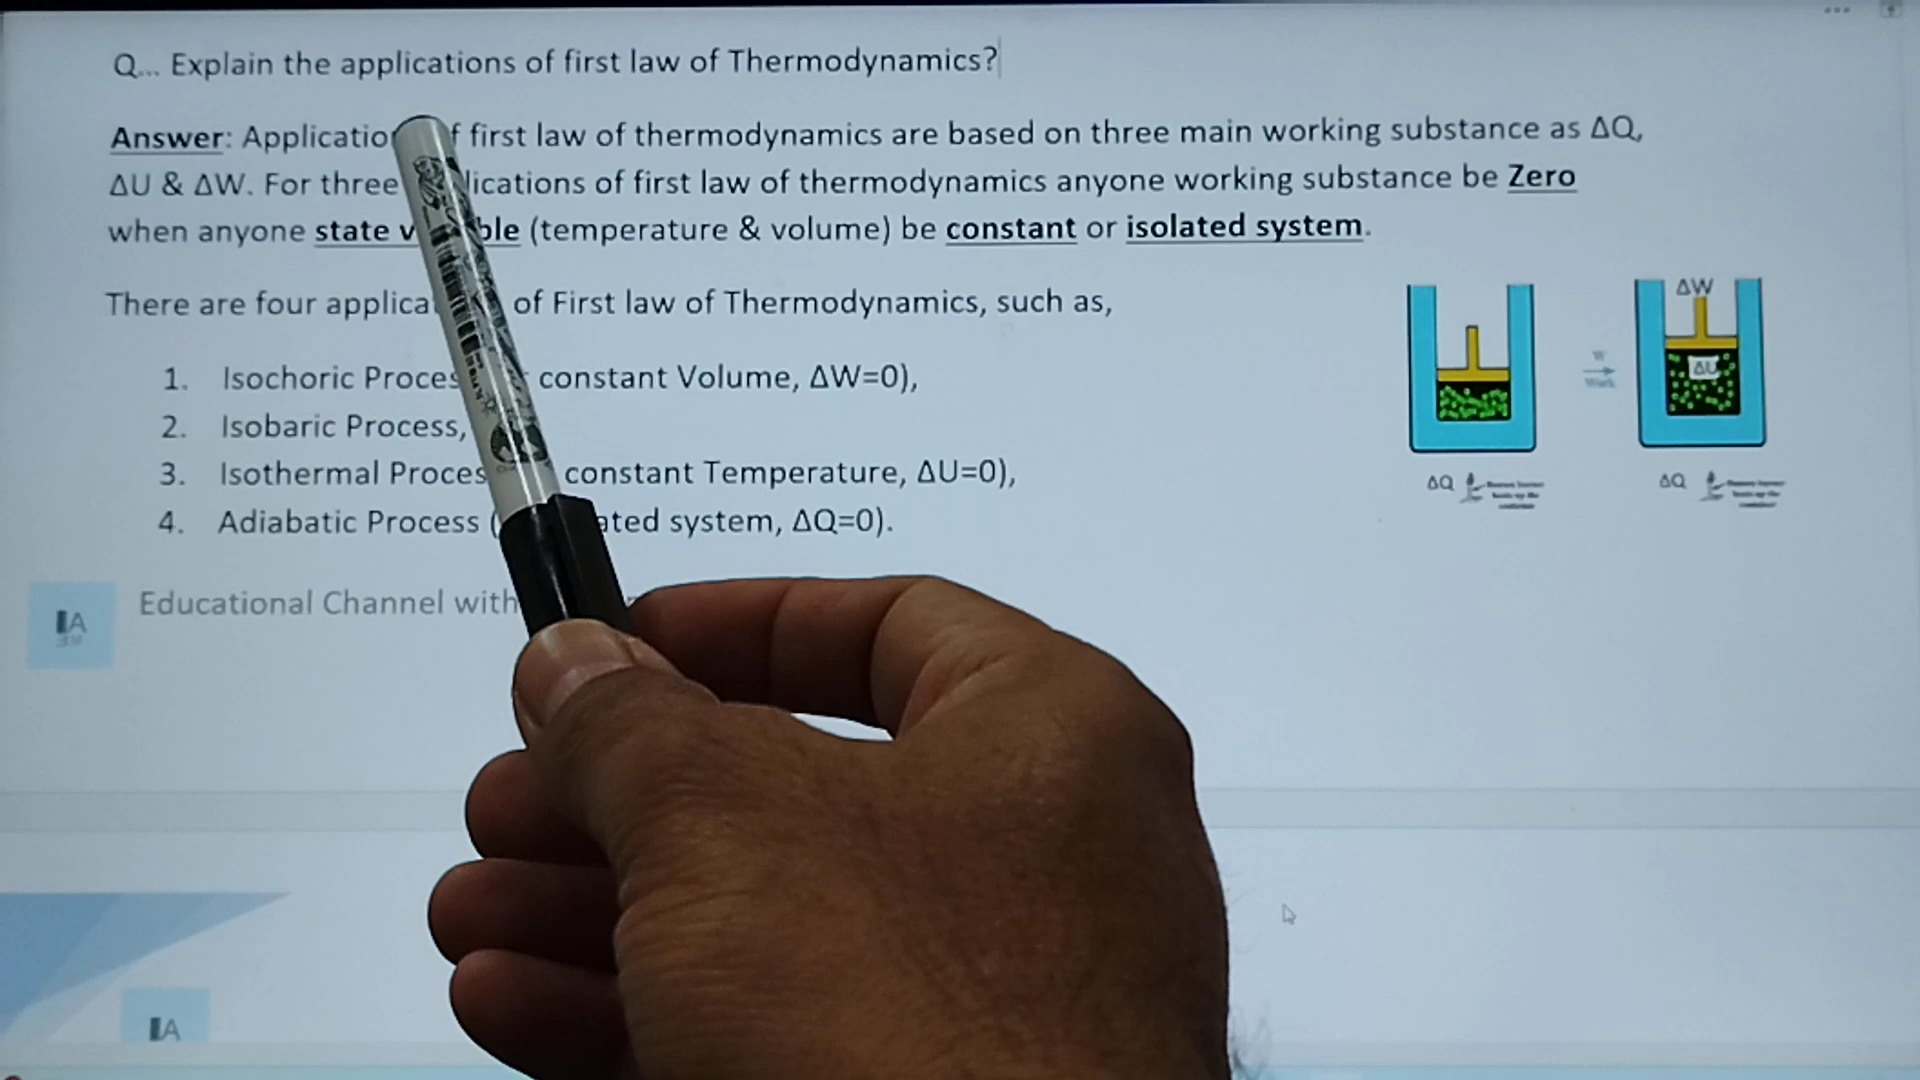 Q... Explain the applications of first law of Thermodynamics?
Answer: Application f first law of thermodynamics are based on three main working substance as ΔQ,
ΔU & ΔW. For three lications of first law of thermodynamics anyone working substance be Zero
when anyone state v ble (temperature & volume) be constant or isolated system.
There are four applica of First law of Thermodynamics, such as,
1. Isochoric Proces constant Volume, ΔW=0),
2. Isobaric Process,
3. Isothermal Proces constant Temperature, ΔU=0),
4. Adiabatic Process ( ated system, ΔQ=0).
ΔW
ΔU
W
Work
ΔQ
ΔQ
Educational Channel with
IA
IA